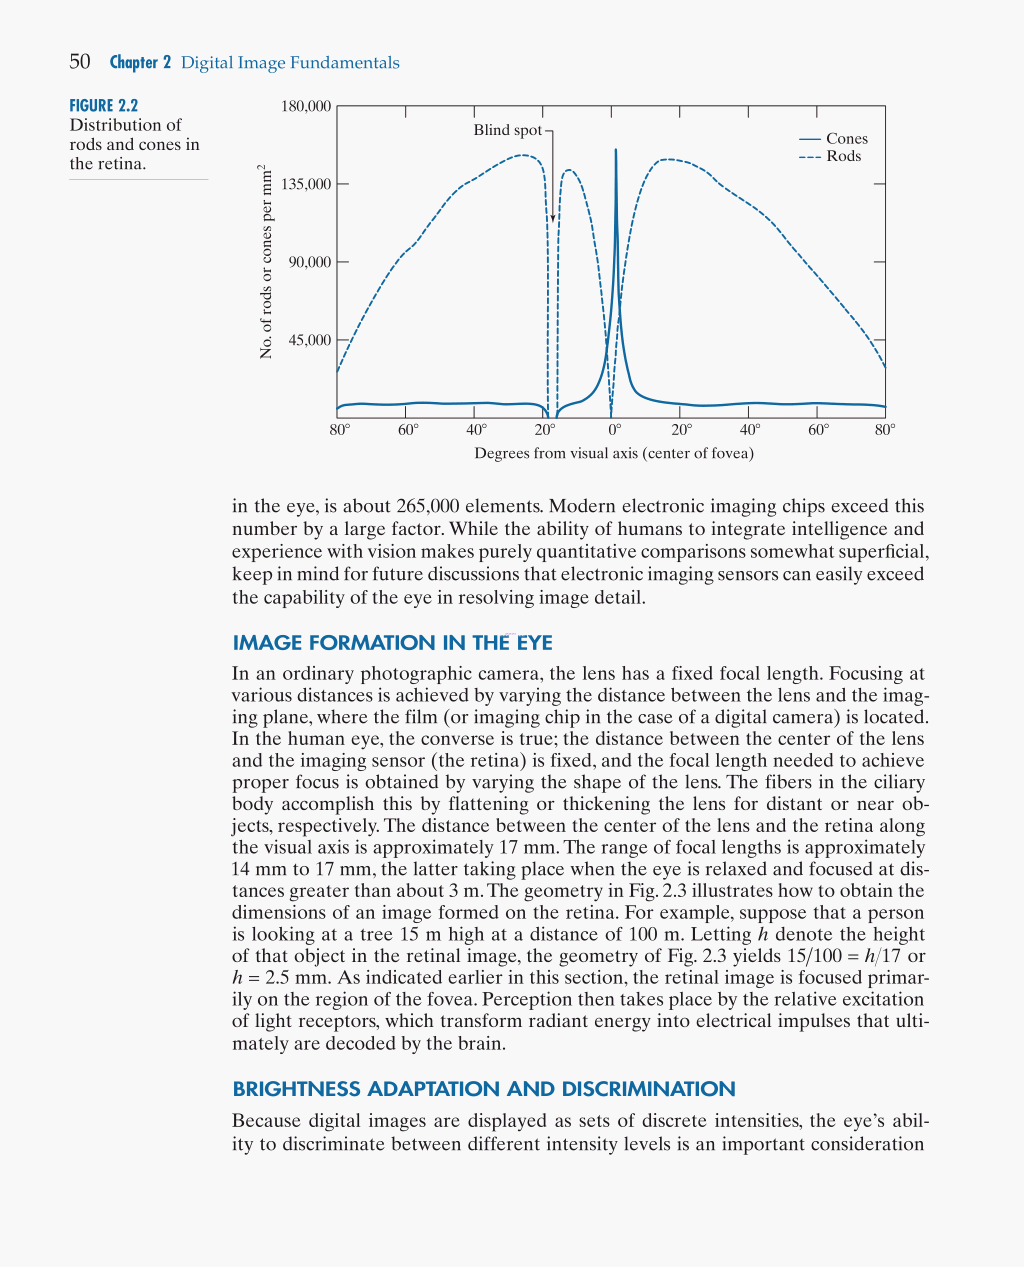 50 Chapter 2 Digital Image Fundamentals
FIGURE 2.2
Distribution of
rods and cones in
the retina.
180,000
135,000
90,000
45,000
No. of rods or cones per mm²
Blind spot
Cones
Rods
80° 60° 40° 20° 0° 20° 40° 60° 80°
Degrees from visual axis (center of fovea)
in the eye, is about 265,000 elements. Modern electronic imaging chips exceed this
number by a large factor. While the ability of humans to integrate intelligence and
experience with vision makes purely quantitative comparisons somewhat superficial,
keep in mind for future discussions that electronic imaging sensors can easily exceed
the capability of the eye in resolving image detail.
IMAGE FORMATION IN THE EYE
In an ordinary photographic camera, the lens has a fixed focal length. Focusing at
various distances is achieved by varying the distance between the lens and the imag-
ing plane, where the film (or imaging chip in the case of a digital camera) is located.
In the human eye, the converse is true; the distance between the center of the lens
and the imaging sensor (the retina) is fixed, and the focal length needed to achieve
proper focus is obtained by varying the shape of the lens. The fibers in the ciliary
body accomplish this by flattening or thickening the lens for distant or near ob-
jects, respectively. The distance between the center of the lens and the retina along
the visual axis is approximately 17 mm. The range of focal lengths is approximately
14 mm to 17 mm, the latter taking place when the eye is relaxed and focused at dis-
tances greater than about 3 m. The geometry in Fig. 2.3 illustrates how to obtain the
dimensions of an image formed on the retina. For example, suppose that a person
is looking at a tree 15 m high at a distance of 100 m. Letting h denote the height
of that object in the retinal image, the geometry of Fig. 2.3 yields 15/100 = h/17 or
h = 2.5 mm. As indicated earlier in this section, the retinal image is focused primar-
ily on the region of the fovea. Perception then takes place by the relative excitation
of light receptors, which transform radiant energy into electrical impulses that ulti-
mately are decoded by the brain.
BRIGHTNESS ADAPTATION AND DISCRIMINATION
Because digital images are displayed as sets of discrete intensities, the eye's abil-
ity to discriminate between different intensity levels is an important consideration